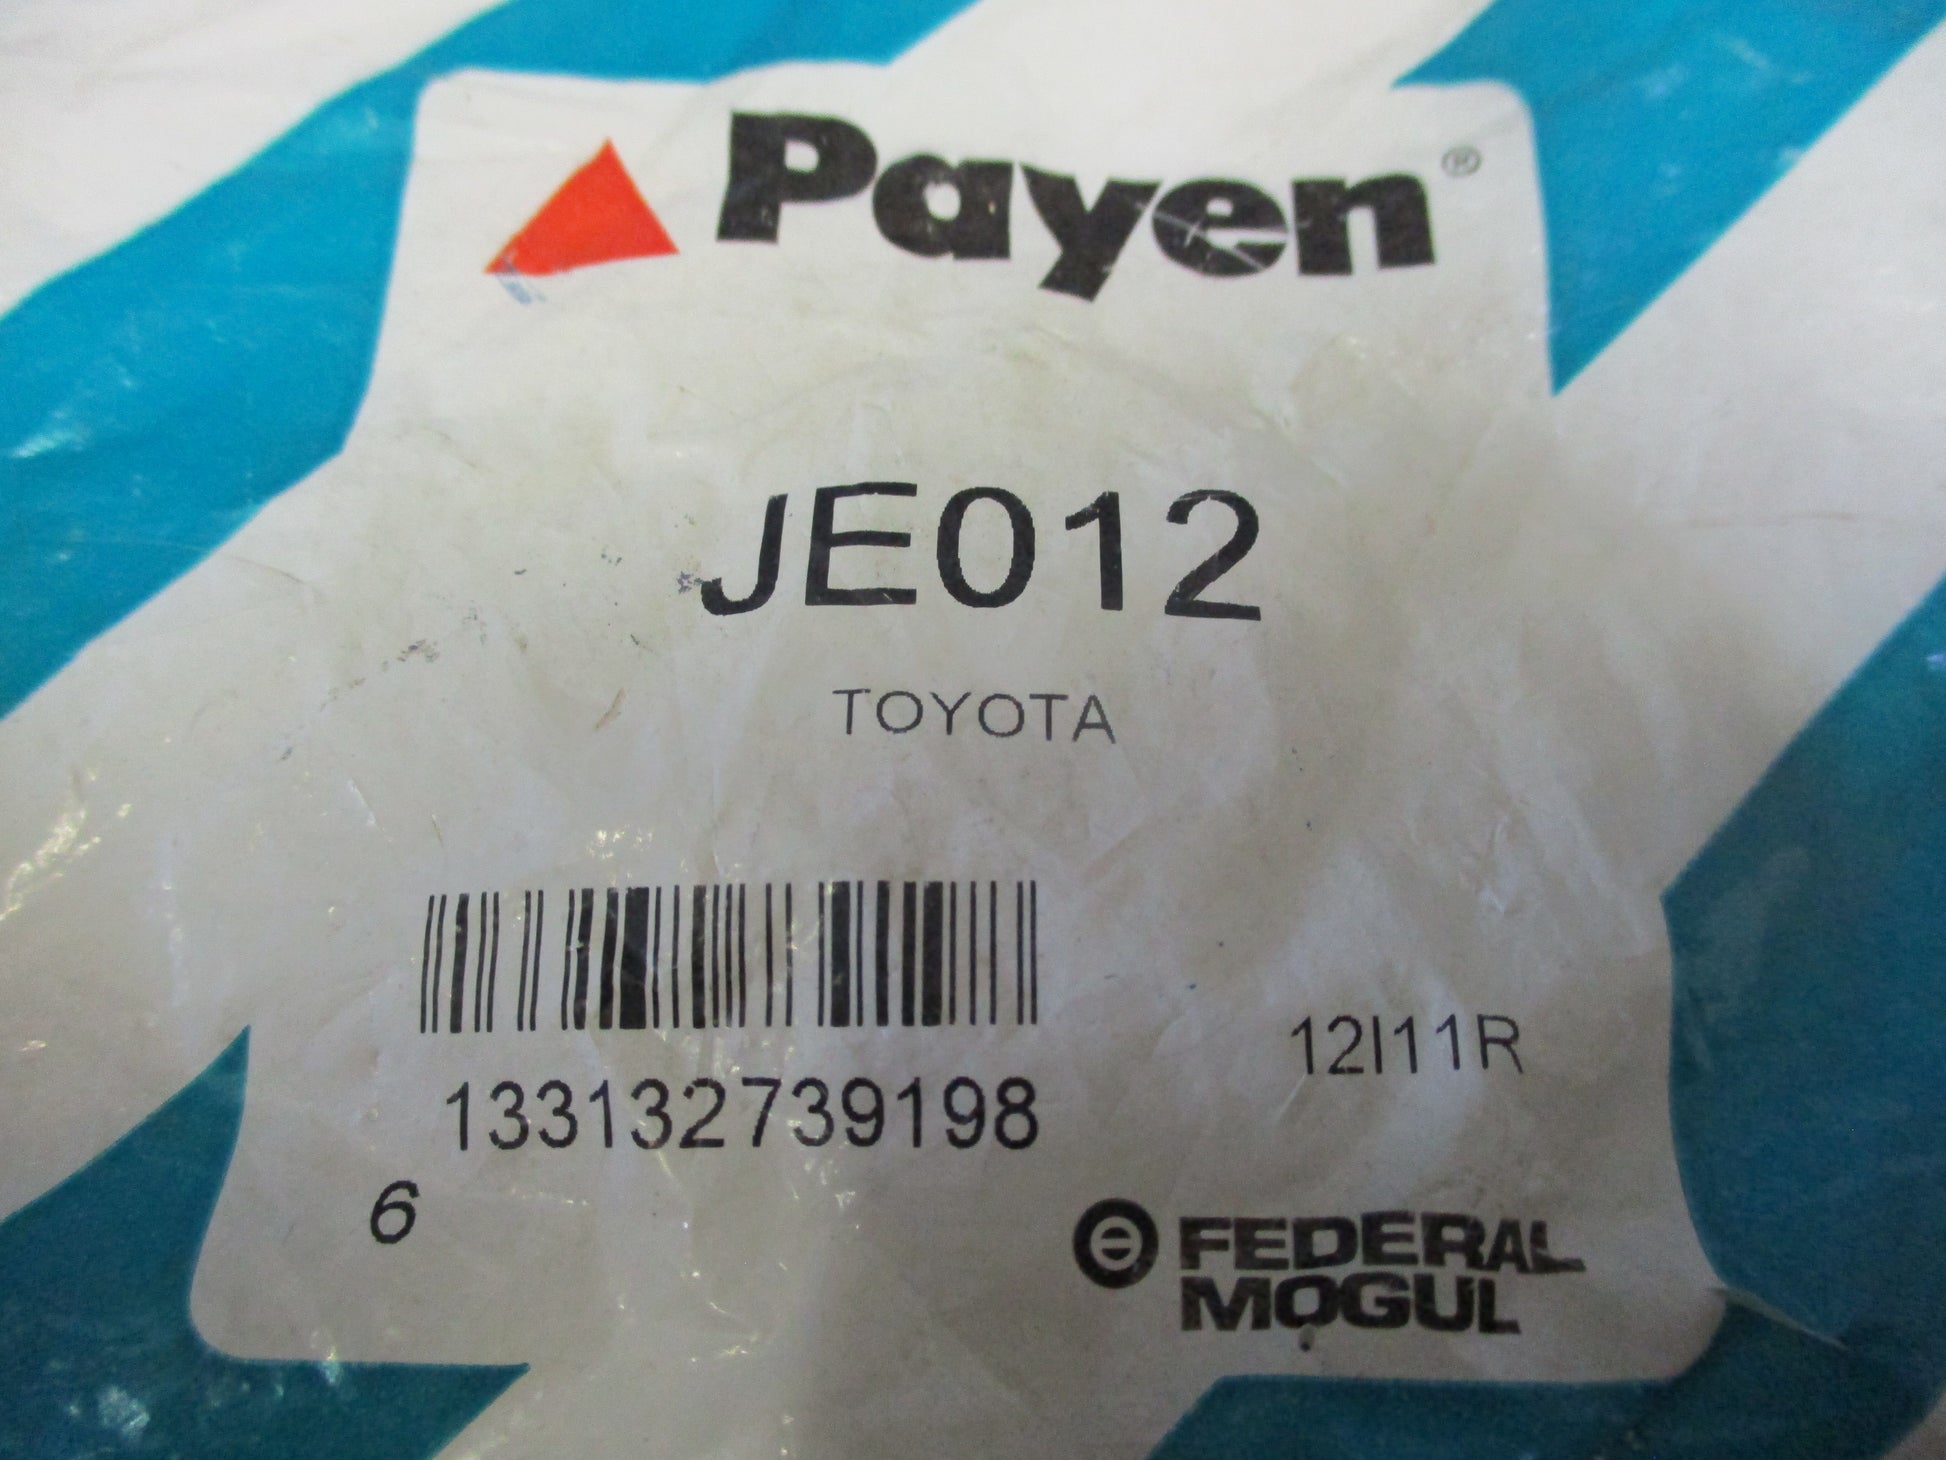 Payen®
JE012
TOYOTA
133132739198
12I11R
6
FEDERAL
MOGUL